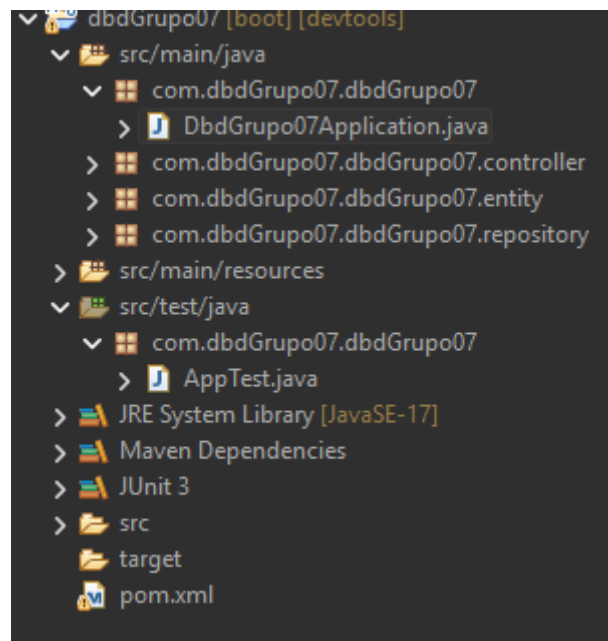 dbdGrupo07 [boot] [devtools]
src/main/java
com.dbdGrupo07.dbdGrupo07
DbdGrupo07Application.java
com.dbdGrupo07.dbdGrupo07.controller
com.dbdGrupo07.dbdGrupo07.entity
com.dbdGrupo07.dbdGrupo07.repository
src/main/resources
src/test/java
com.dbdGrupo07.dbdGrupo07
AppTest.java
JRE System Library [JavaSE-17]
Maven Dependencies
JUnit 3
src
target
pom.xml